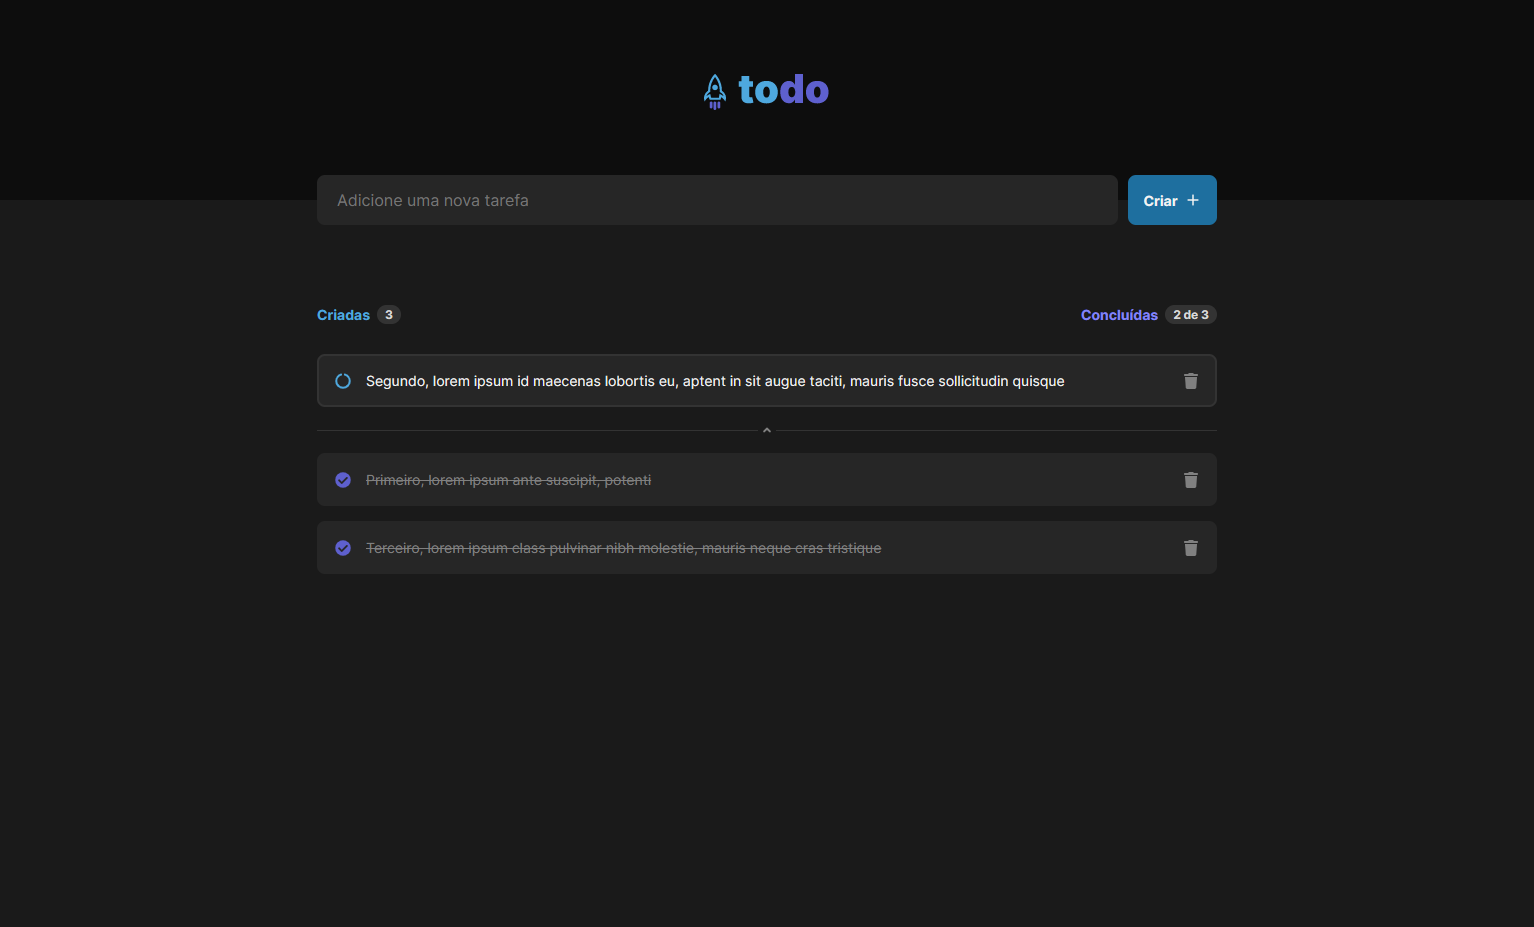 todo
Adicione uma nova tarefa
Criar +
Criadas 3
Concluídas 2 de 3
Segundo, lorem ipsum id maecenas lobortis eu, aptent in sit augue taciti, mauris fusce sollicitudin quisque
Primeiro, lorem ipsum ante suscipit, potenti
Terceiro, lorem ipsum class pulvinar nibh molestie, mauris neque cras tristique